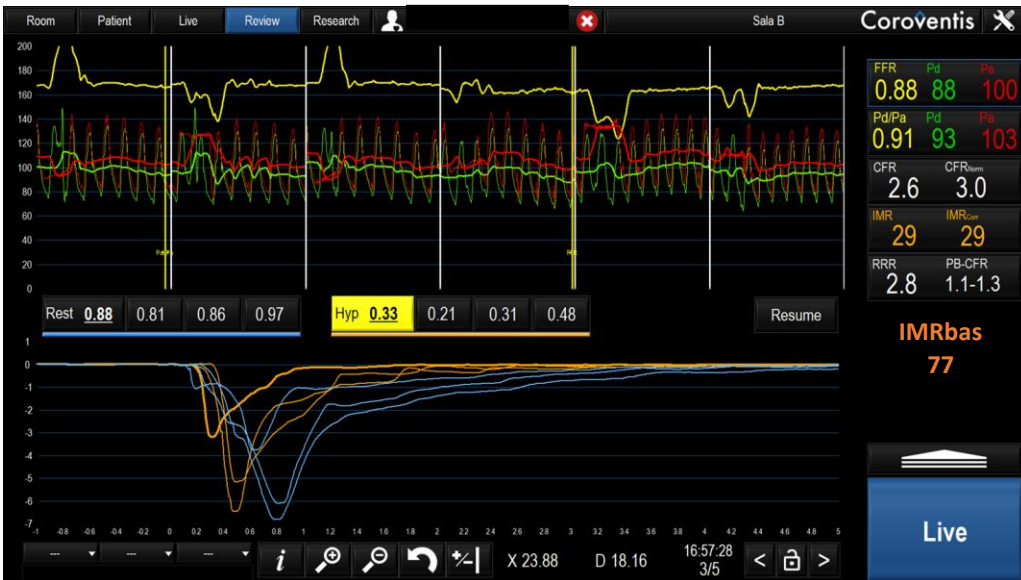 Room Patient Live Review Research Sala B Coroventis
200
180
160
140
120
100
80
60
40
20
0
FFR Pd Pa
0.88 88 100
Pd/Pa Pd Pa
0.91 93 103
CFR CFRNorm
2.6 3.0
IMR IMRCorr
29 29
RRR PB-CFR
2.8 1.1-1.3
IMRbas
77
Rest 0.88 0.81 0.86 0.97 Hyp 0.33 0.21 0.31 0.48 Resume
1
0
-1
-2
-3
-4
-5
-6
-7
-1 -0.8 -0.6 -0.4 -0.2 0 0.2 0.4 0.6 0.8 1 1.2 1.4 1.6 1.8 2 2.2 2.4 2.6 2.8 3 3.2 3.4 3.6 3.8 4 4.2 4.4 4.6 4.8 5
--- --- --- i X 23.88 D 18.16 16:57:28
3/5 < >
Live